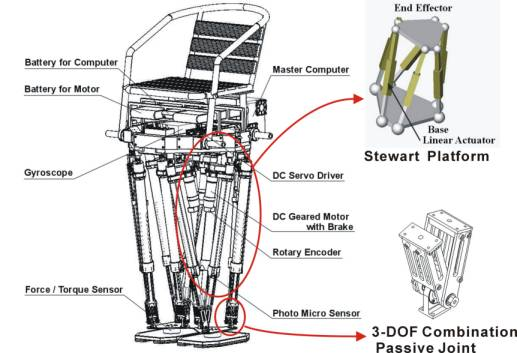 End Effector
Battery for Computer
Master Computer
Battery for Motor
Base
Linear Actuator
Stewart Platform
Gyroscope
DC Servo Driver
DC Geared Motor
with Brake
Rotary Encoder
Force / Torque Sensor
Photo Micro Sensor
3-DOF Combination
Passive Joint